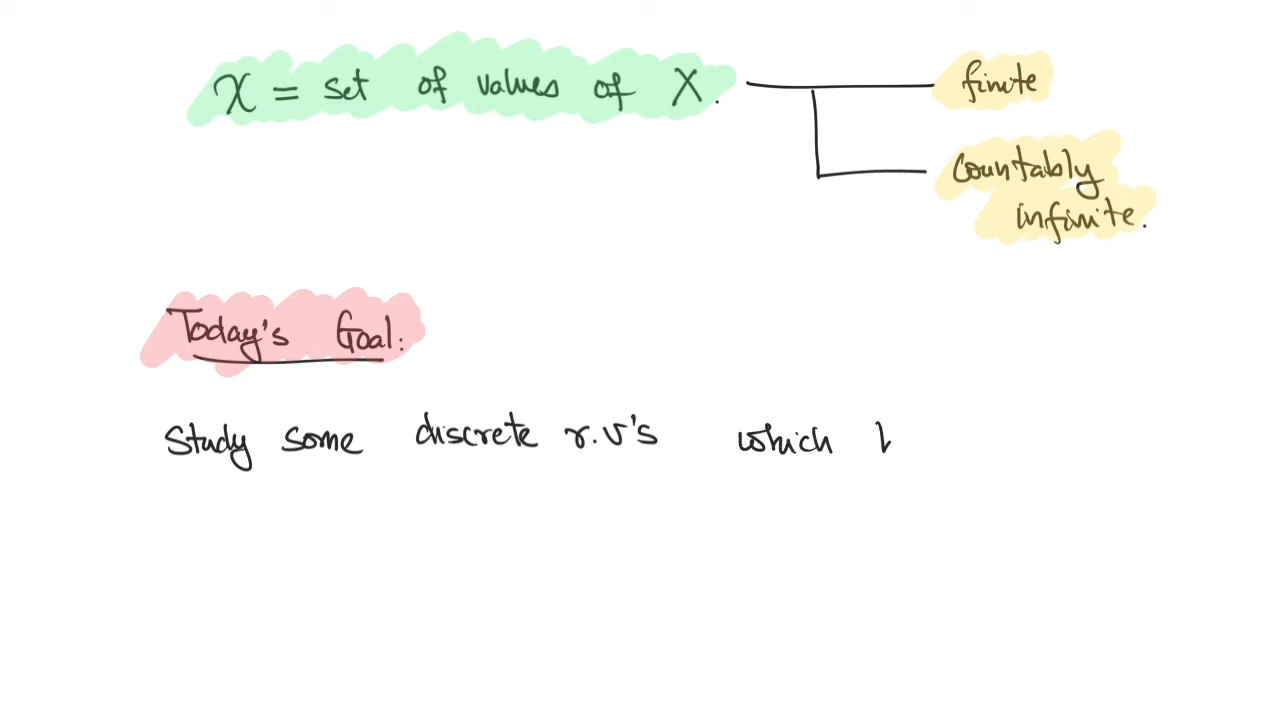 𝒳 = set of values of X. finite
countably
infinite.
Today's Goal:
Study some discrete r.v's which